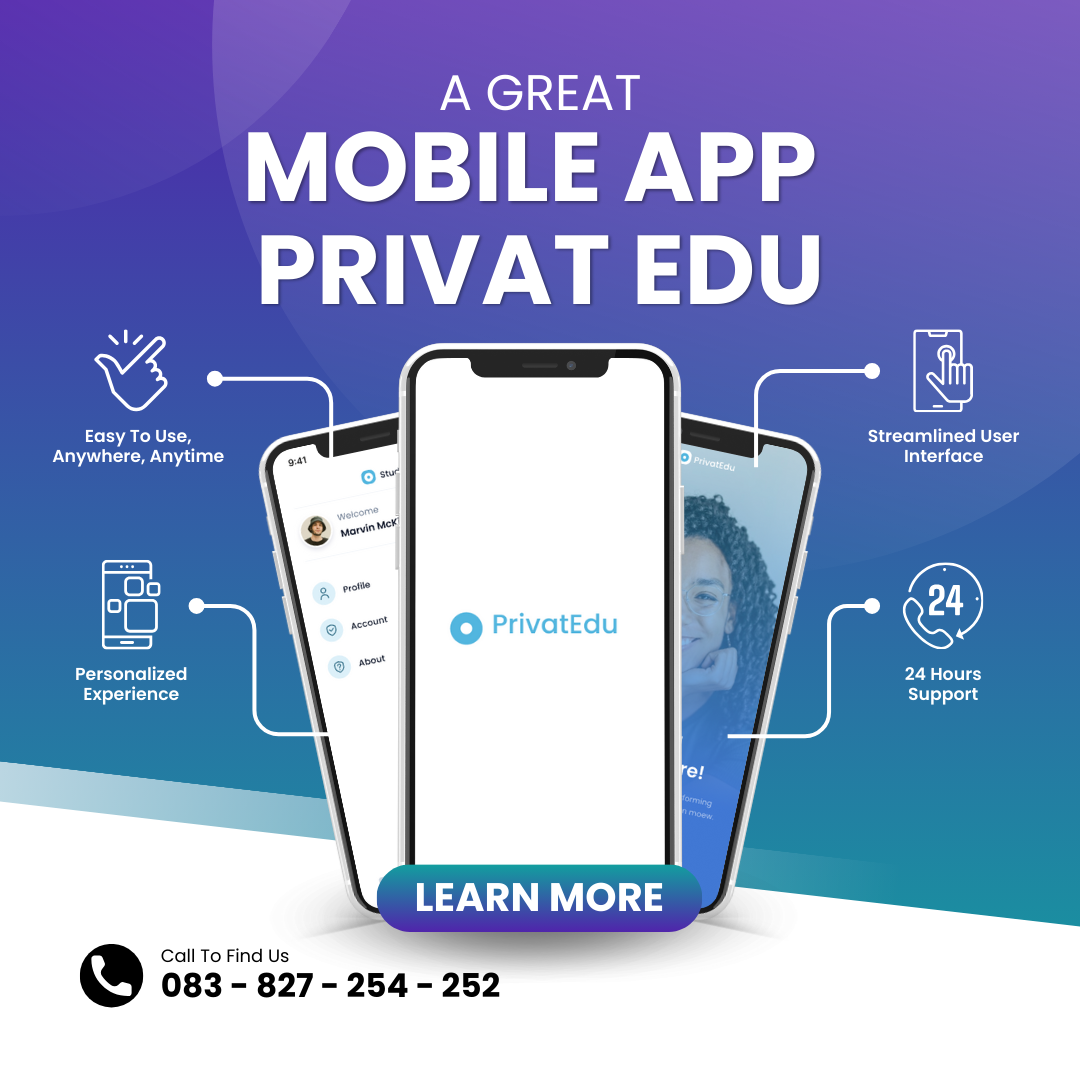 A GREAT
MOBILE APP
PRIVAT EDU
Easy To Use,
Anywhere, Anytime
Streamlined User
Interface
Personalized
Experience
24
24 Hours
Support
9:41
Welcome
Marvin
Profile
Account
About
PrivatEdu
PrivatEdu
LEARN MORE
Call To Find Us
083 - 827 - 254 - 252